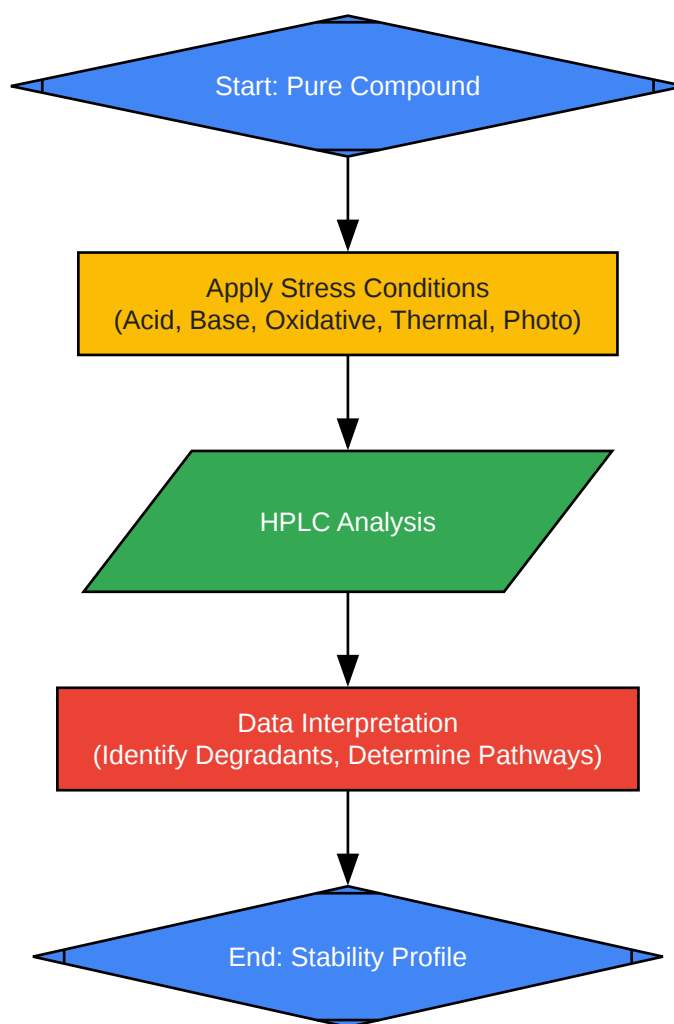 Start: Pure Compound
Apply Stress Conditions
(Acid, Base, Oxidative, Thermal, Photo)
HPLC Analysis
Data Interpretation
(Identify Degradants, Determine Pathways)
End: Stability Profile